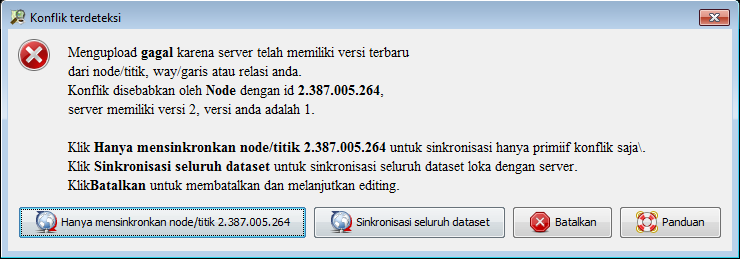 Konflik terdeteksi
Mengupload gagal karena server telah memiliki versi terbaru
dari node/titik, way/garis atau relasi anda.
Konflik disebabkan oleh Node dengan id 2.387.005.264,
server memiliki versi 2, versi anda adalah 1.
Klik Hanya mensinkronkan node/titik 2.387.005.264 untuk sinkronisasi hanya primiif konflik saja\.
Klik Sinkronisasi seluruh dataset untuk sinkronisasi seluruh dataset loka dengan server.
KlikBatalkan untuk membatalkan dan melanjutkan editing.
Hanya mensinkronkan node/titik 2.387.005.264
Sinkronisasi seluruh dataset
Batalkan
Panduan